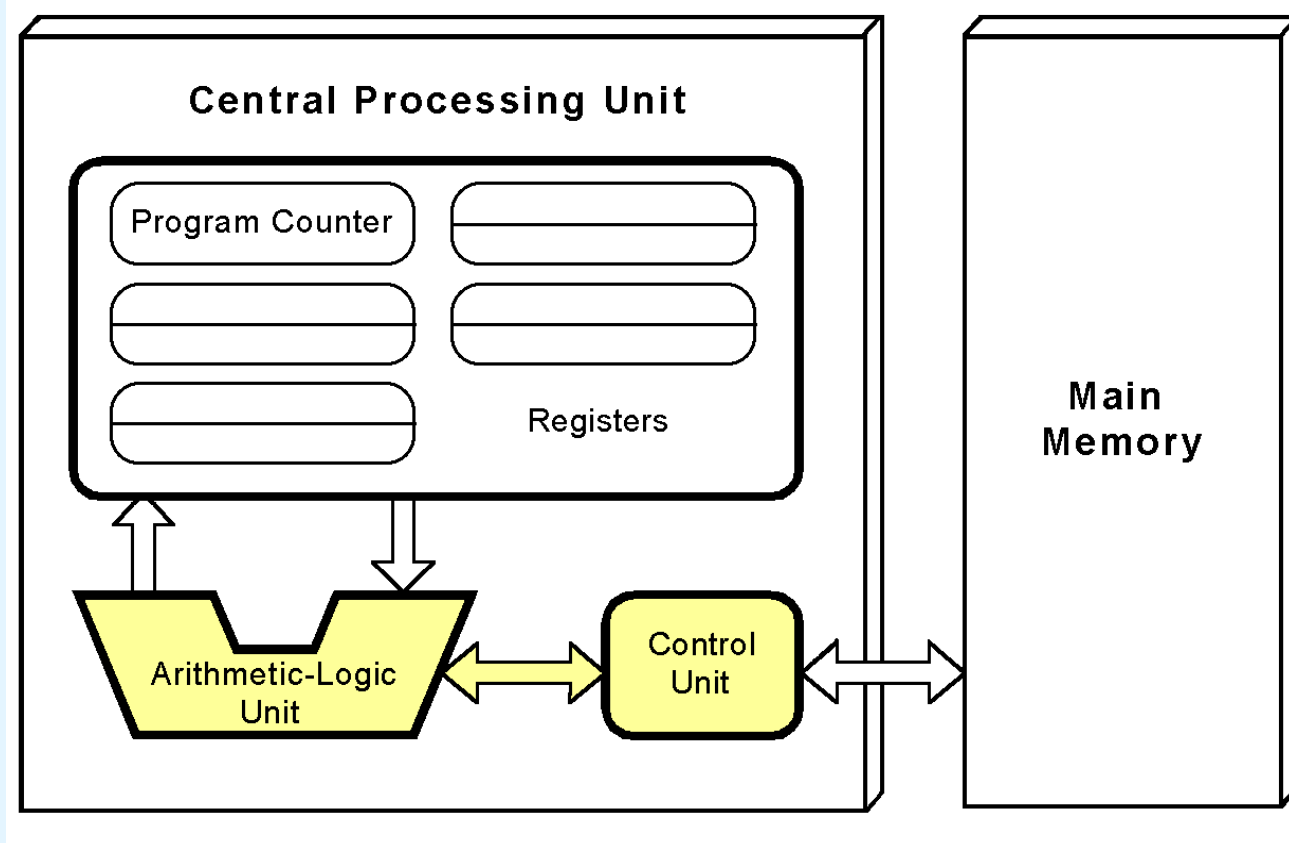 Central Processing Unit
Program Counter
Registers
Main
Memory
Arithmetic-Logic
Unit
Control
Unit